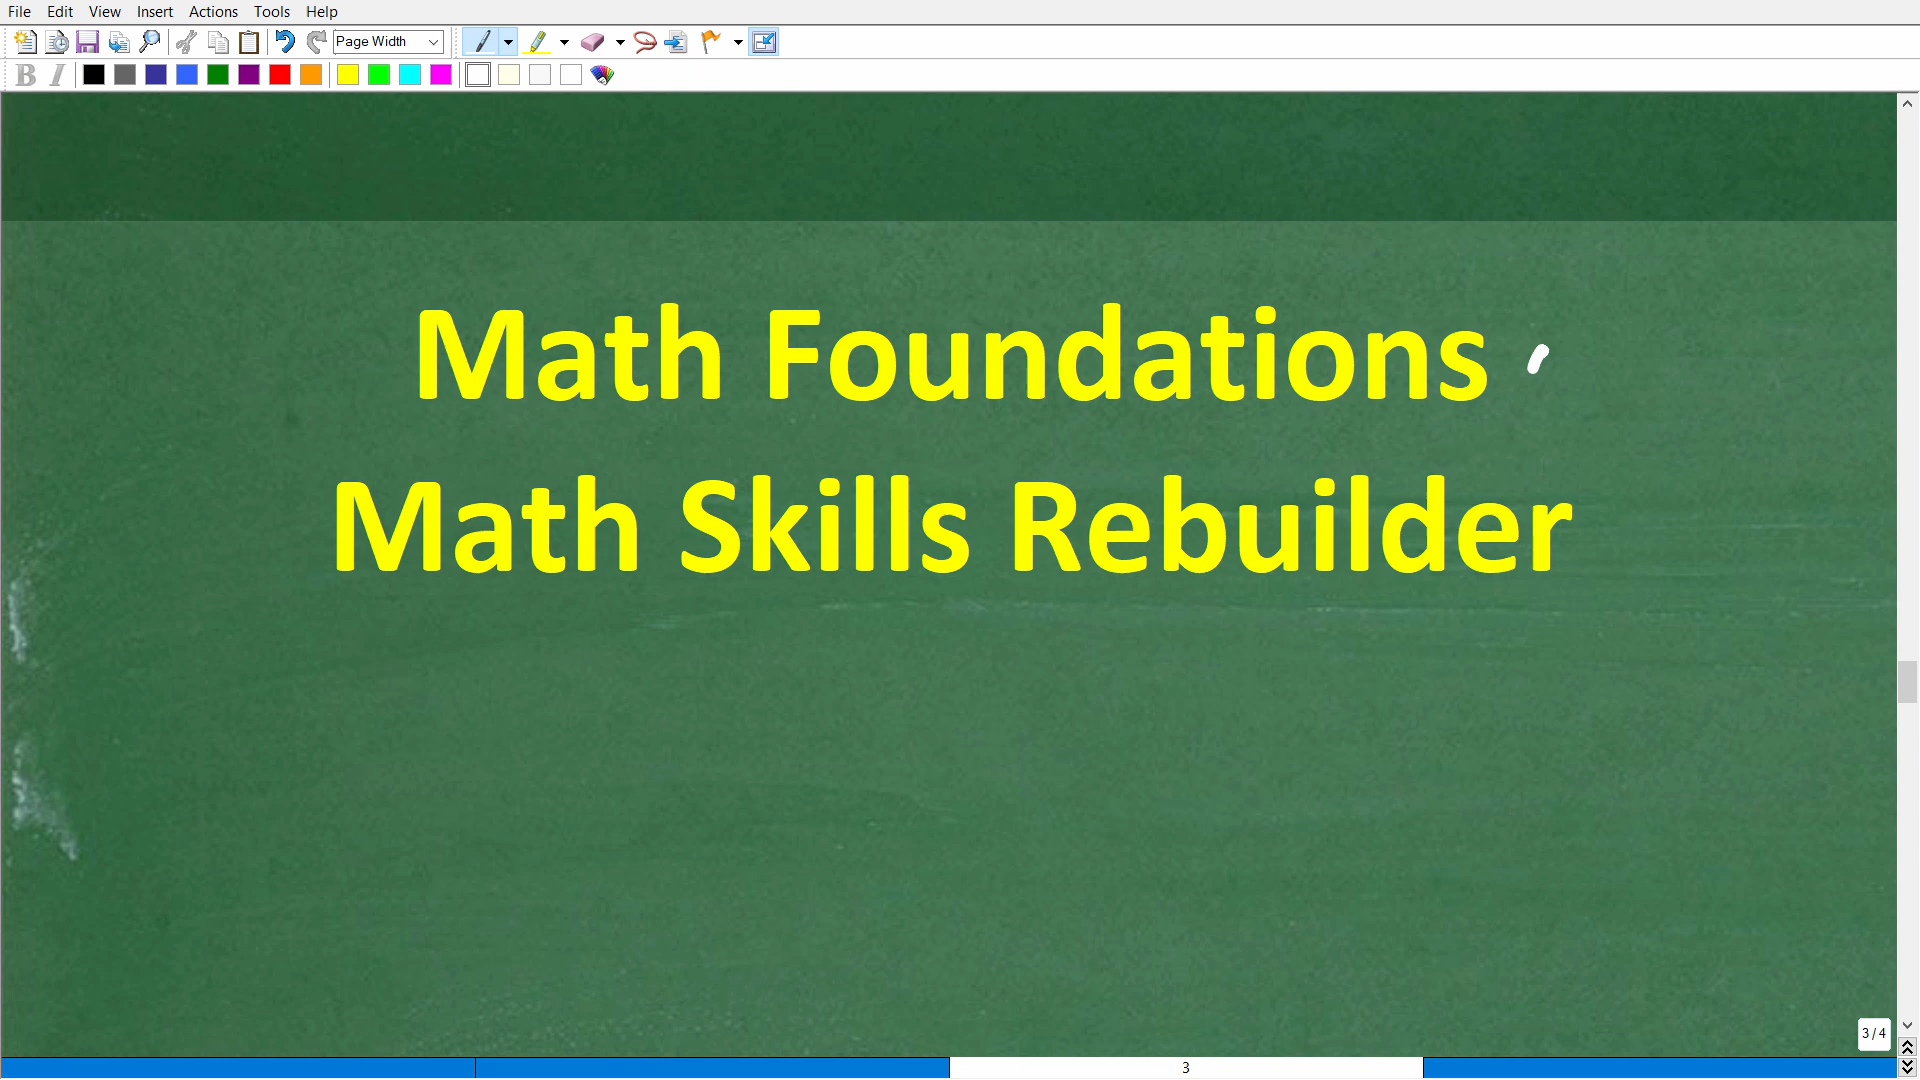 File Edit View Insert Actions Tools Help
Page Width
B I
Math Foundations
Math Skills Rebuilder
3 / 4
3